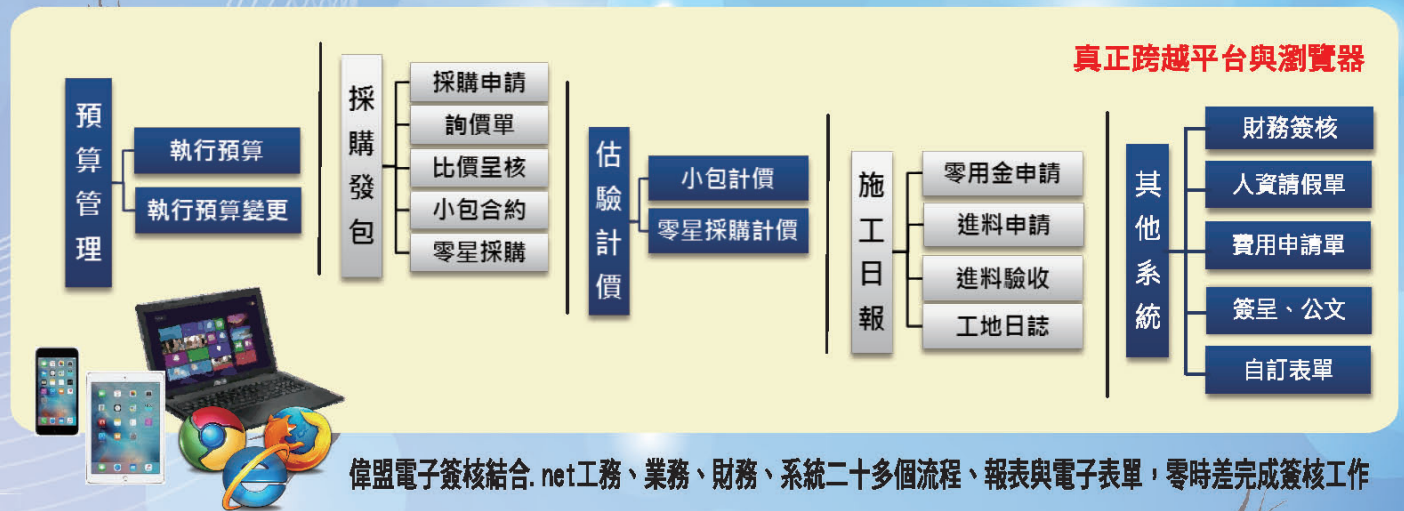 真正跨越平台與瀏覽器
預算管理
執行預算
執行預算變更
採購發包
採購申請
詢價單
比價呈核
小包合約
零星採購
估驗計價
小包計價
零星採購計價
施工日報
零用金申請
進料申請
進料驗收
工地日誌
其他系統
財務簽核
人資請假單
費用申請單
簽呈、公文
自訂表單
偉盟電子簽核結合.net工務、業務、財務、系統二十多個流程、報表與電子表單，零時差完成簽核工作